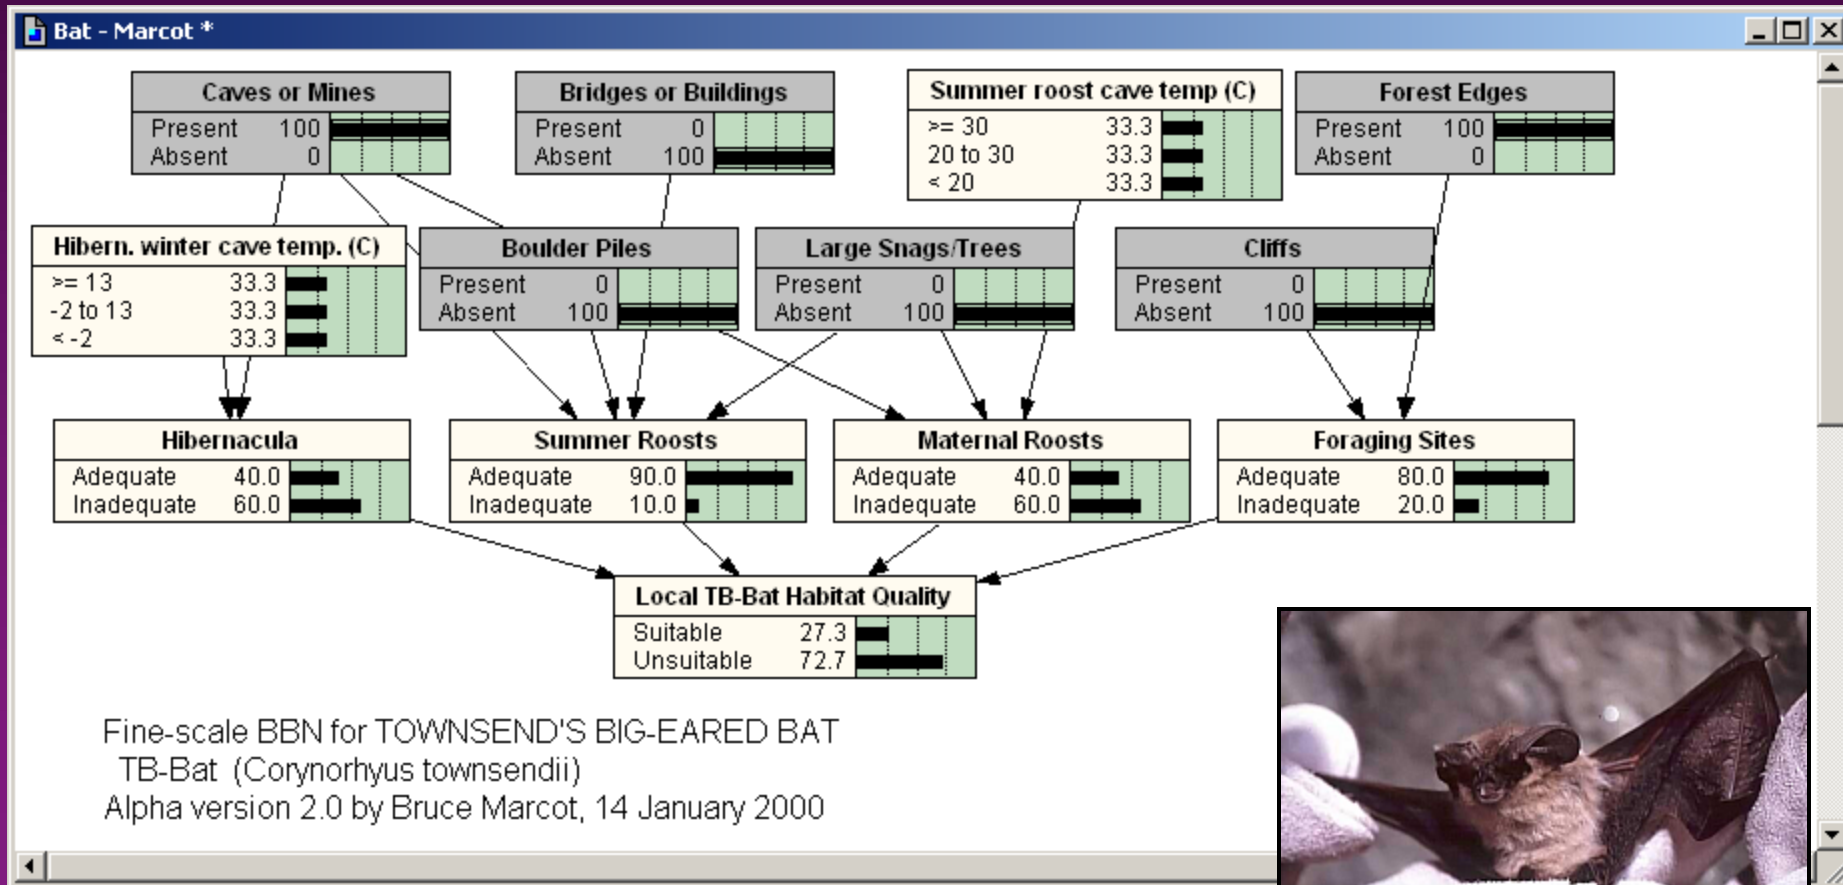 Bat - Marcot *
Caves or Mines
Present 100
Absent 0
Bridges or Buildings
Present 0
Absent 100
Summer roost cave temp (C)
>= 30 33.3
20 to 30 33.3
< 20 33.3
Forest Edges
Present 100
Absent 0
Hibern. winter cave temp. (C)
>= 13 33.3
-2 to 13 33.3
< -2 33.3
Boulder Piles
Present 0
Absent 100
Large Snags/Trees
Present 0
Absent 100
Cliffs
Present 0
Absent 100
Hibernacula
Adequate 40.0
Inadequate 60.0
Summer Roosts
Adequate 90.0
Inadequate 10.0
Maternal Roosts
Adequate 40.0
Inadequate 60.0
Foraging Sites
Adequate 80.0
Inadequate 20.0
Local TB-Bat Habitat Quality
Suitable 27.3
Unsuitable 72.7
Fine-scale BBN for TOWNSEND'S BIG-EARED BAT
TB-Bat (Corynorhyus townsendii)
Alpha version 2.0 by Bruce Marcot, 14 January 2000